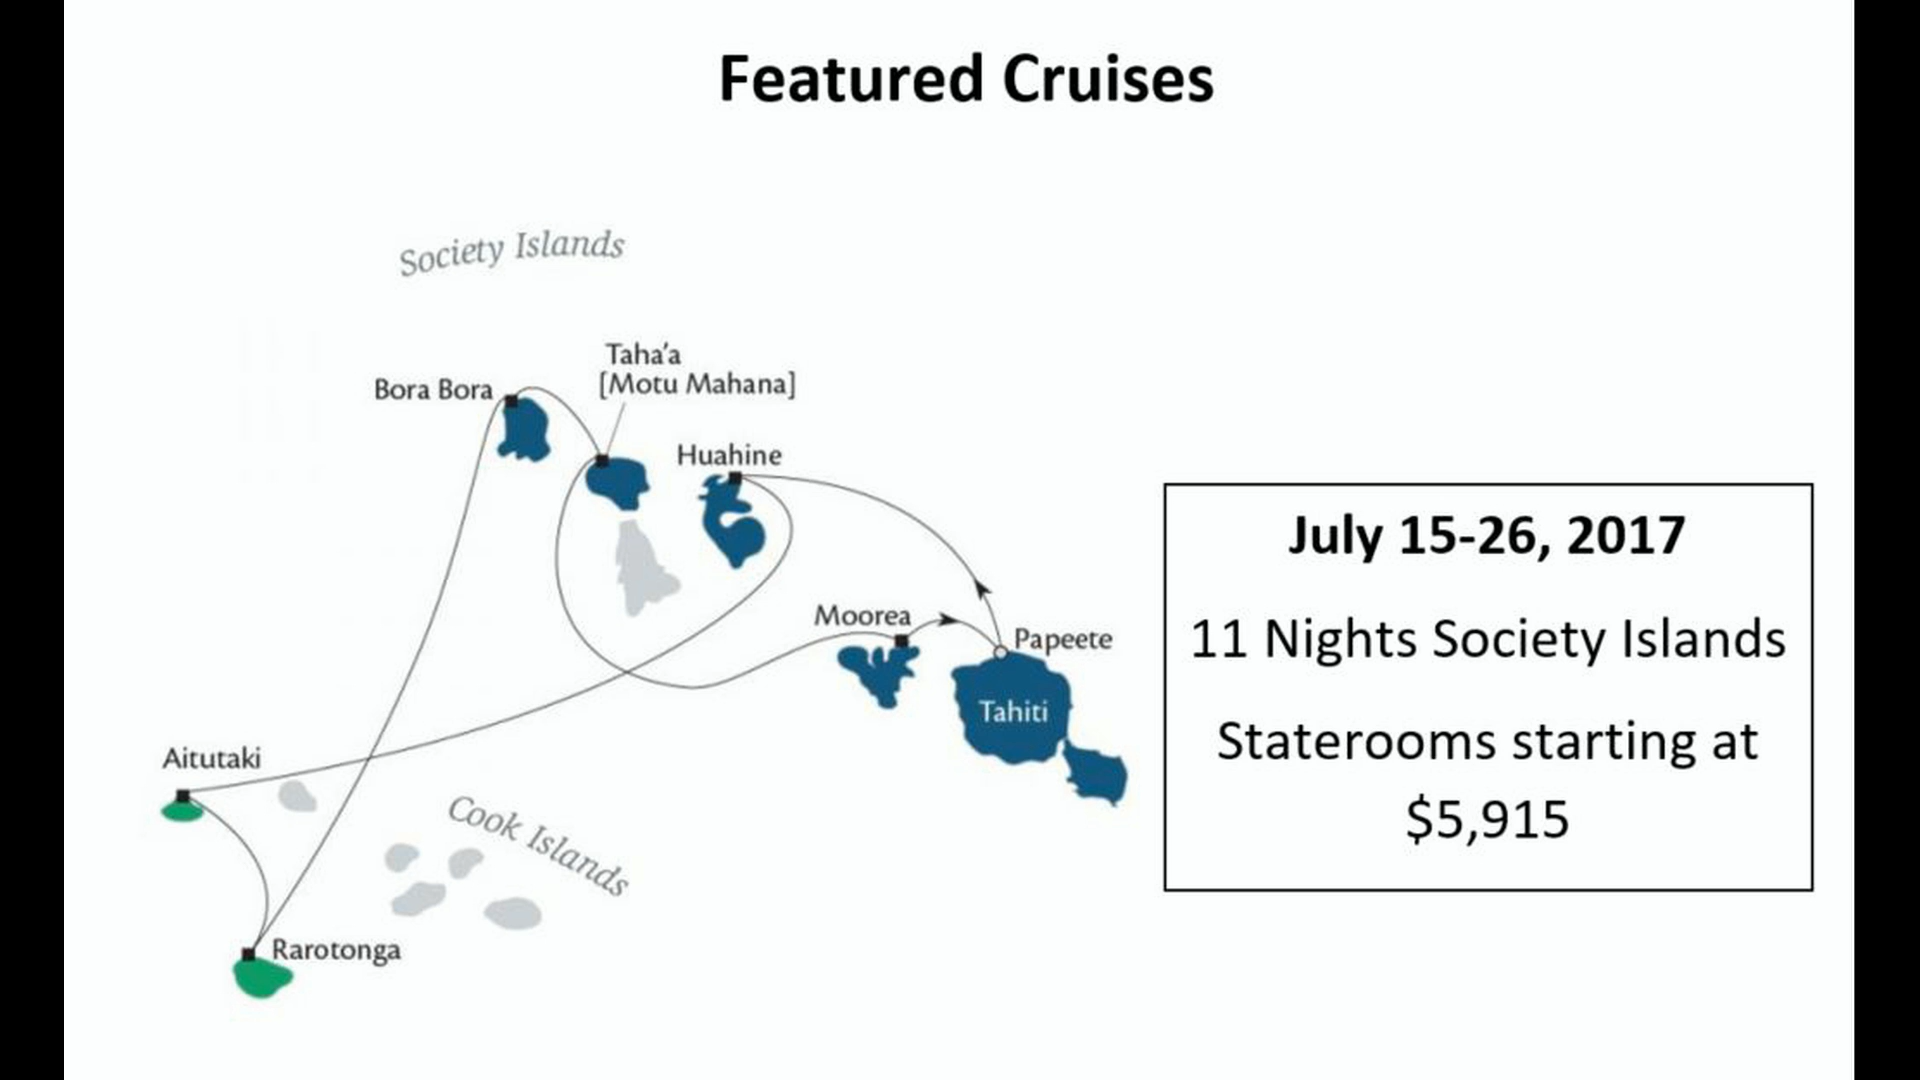 Featured Cruises
Society Islands
Taha'a
[Motu Mahana]
Bora Bora
Huahine
Moorea
Papeete
Tahiti
Aitutaki
Cook Islands
Rarotonga
July 15-26, 2017
11 Nights Society Islands
Staterooms starting at
$5,915